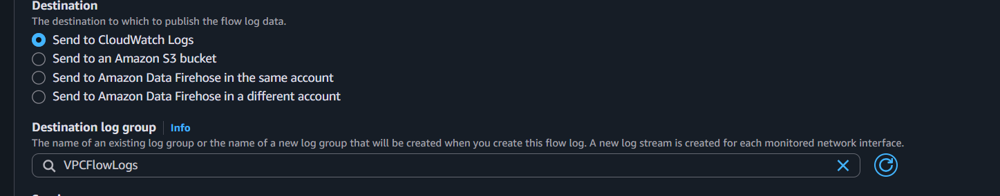 Destination
The destination to which to publish the flow log data.
Send to CloudWatch Logs
Send to an Amazon S3 bucket
Send to Amazon Data Firehose in the same account
Send to Amazon Data Firehose in a different account
Destination log group Info
The name of an existing log group or the name of a new log group that will be created when you create this flow log. A new log stream is created for each monitored network interface.
VPCFlowLogs